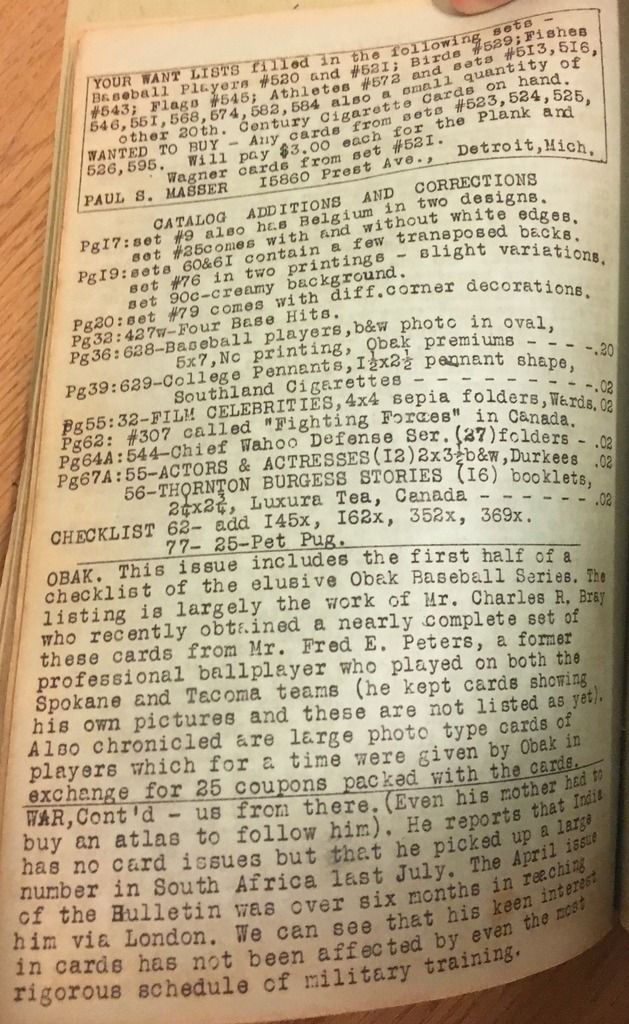 YOUR WANT LISTS filled in the following sets -
Baseball Players #520 and #521; Birds #529; Fishes
#543; Flags #545; Athletes #572 and sets #513, 516,
546,551,568,574,582,584 also a small quantity of
other 20th. Century Cigarette Cards on hand.
WANTED TO BUY - Any cards from sets #523,524,525,
526,595. Will pay $3.00 each for the Plank and
Wagner cards from set #521.
PAUL S. MASSER I5860 Prest Ave., Detroit,Mich.
CATALOG ADDITIONS AND CORRECTIONS
PgI7:set #9 also has Belgium in two designs.
set #25comes with and without white edges.
PgI9:sets 60&6I contain a few transposed backs.
set #76 in two printings - slight variations.
set 90c-creamy background.
Pg20:set #79 comes with diff.corner decorations.
Pg32:427w-Four Base Hits.
Pg36:628-Baseball players,b&w photo in oval,
5x7,No printing, Obak premiums - - - -.20
Pg39:629-College Pennants,I½x2½ pennant shape,
Southland Cigarettes - - - - - - - - -.02
Pg55:32-FILM CELEBRITIES,4x4 sepia folders,Wards.02
Pg62: #307 called "Fighting Forces" in Canada.
Pg64A:544-Chief Wahoo Defense Ser.(27)folders - .02
Pg67A:55-ACTORS & ACTRESSES(I2)2x3½b&w,Durkees .02
56-THORNTON BURGESS STORIES (I6) booklets,
2¼x2¼, Luxura Tea, Canada - - - - - - .02
CHECKLIST 62- add I45x, I62x, 352x, 369x.
77- 25-Pet Pug.
OBAK. This issue includes the first half of a
checklist of the elusive Obak Baseball Series. The
listing is largely the work of Mr. Charles R. Bray
who recently obtained a nearly complete set of
these cards from Mr. Fred E. Peters, a former
professional ballplayer who played on both the
Spokane and Tacoma teams (he kept cards showing
his own pictures and these are not listed as yet).
Also chronicled are large photo type cards of
players which for a time were given by Obak in
exchange for 25 coupons packed with the cards.
WAR,Cont'd - us from there.(Even his mother had to
buy an atlas to follow him). He reports that India
has no card issues but that he picked up a large
number in South Africa last July. The April issue
of the Bulletin was over six months in reaching
him via London. We can see that his keen interest
in cards has not been affected by even the most
rigorous schedule of military training.